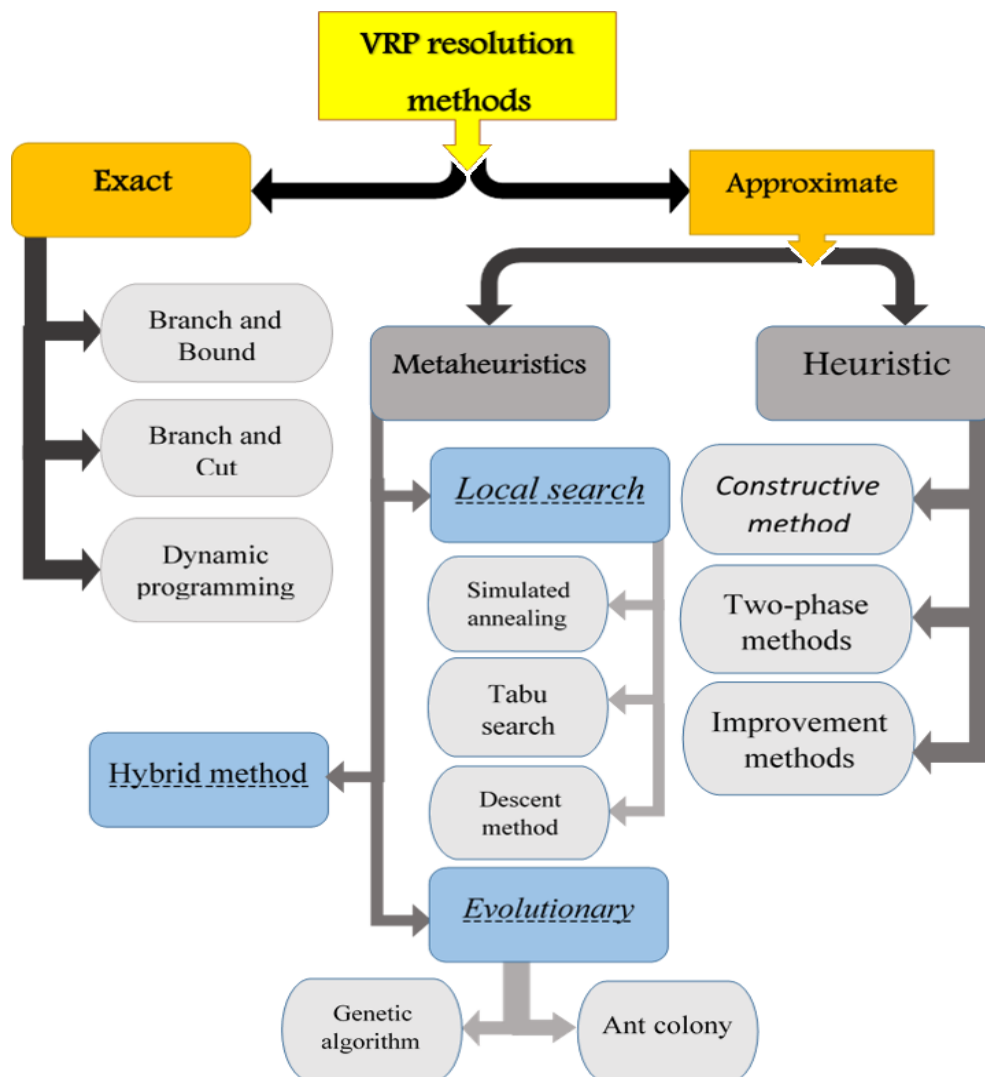 VRP resolution
methods
Exact
Approximate
Branch and
Bound
Branch and
Cut
Dynamic
programming
Metaheuristics
Heuristic
Local search
Simulated
annealing
Tabu
search
Descent
method
Constructive
method
Two-phase
methods
Improvement
methods
Hybrid method
Evolutionary
Genetic
algorithm
Ant colony